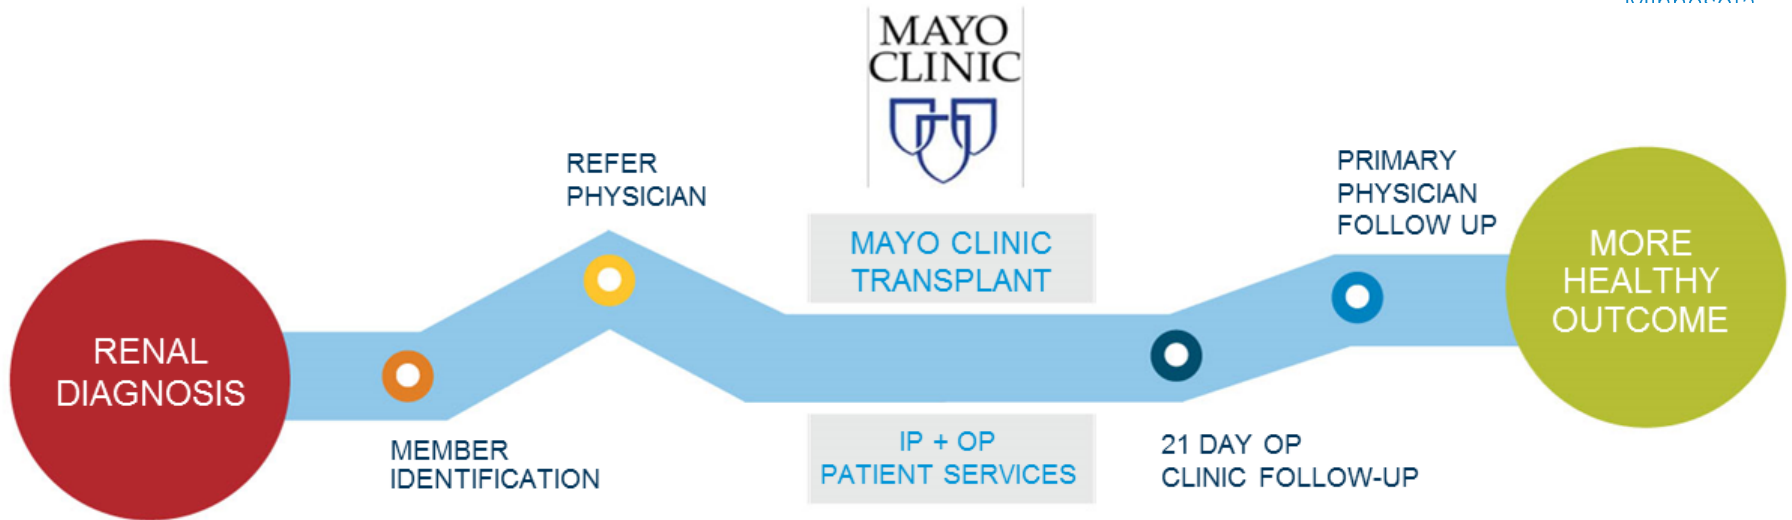 MAYO
CLINIC
REFER
PHYSICIAN
PRIMARY
PHYSICIAN
FOLLOW UP
MAYO CLINIC
TRANSPLANT
MORE
HEALTHY
OUTCOME
RENAL
DIAGNOSIS
MEMBER
IDENTIFICATION
IP + OP
PATIENT SERVICES
21 DAY OP
CLINIC FOLLOW-UP